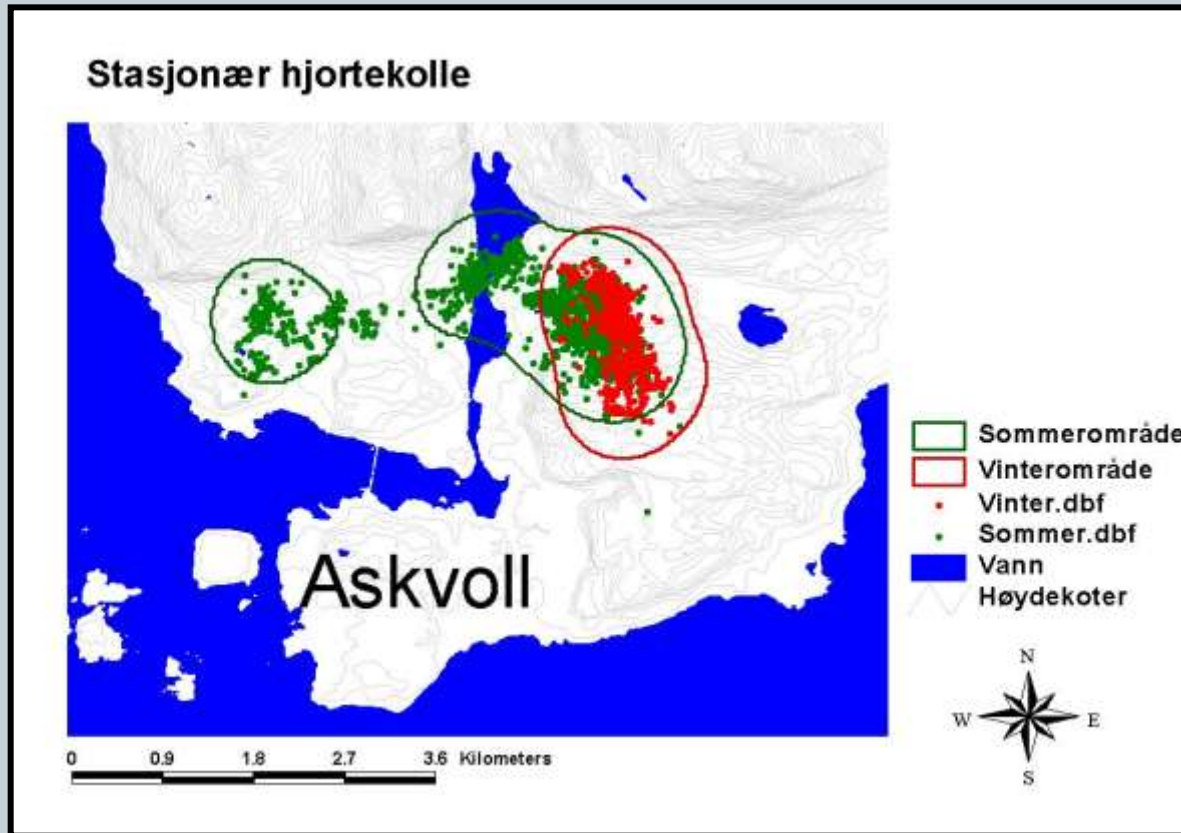 Stasjonær hjortekolle
Askvoll
Sommerområde
Vinterområde
Vinter.dbf
Sommer.dbf
Vann
Høydekoter
N
W E
S
0 0.9 1.8 2.7 3.6 Kilometers